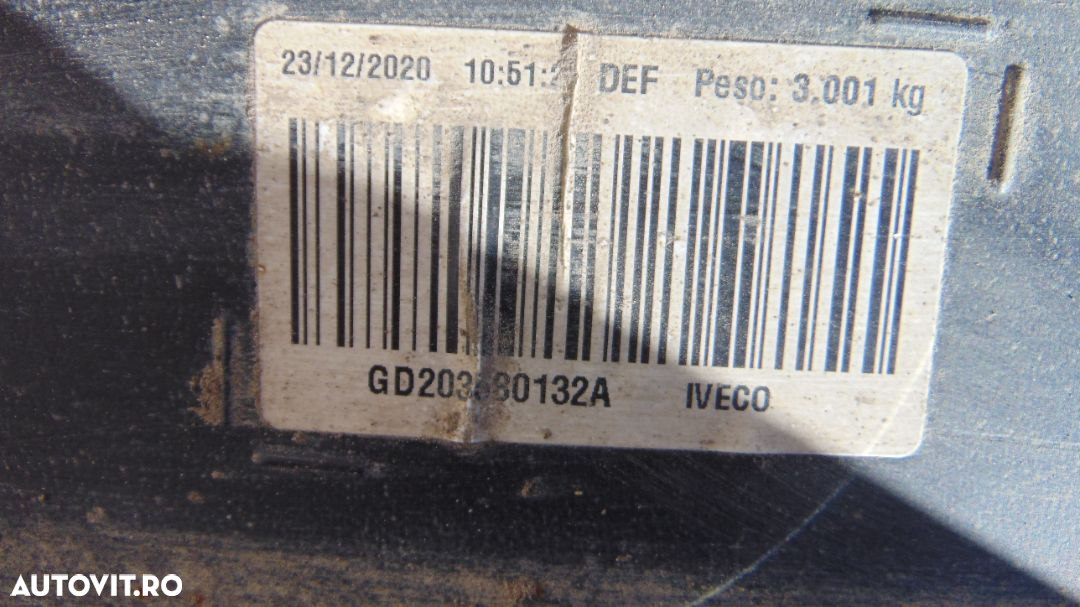 23/12/2020 DEF Peso: 3.001 kg
IVECO
AUTOVIT.RO